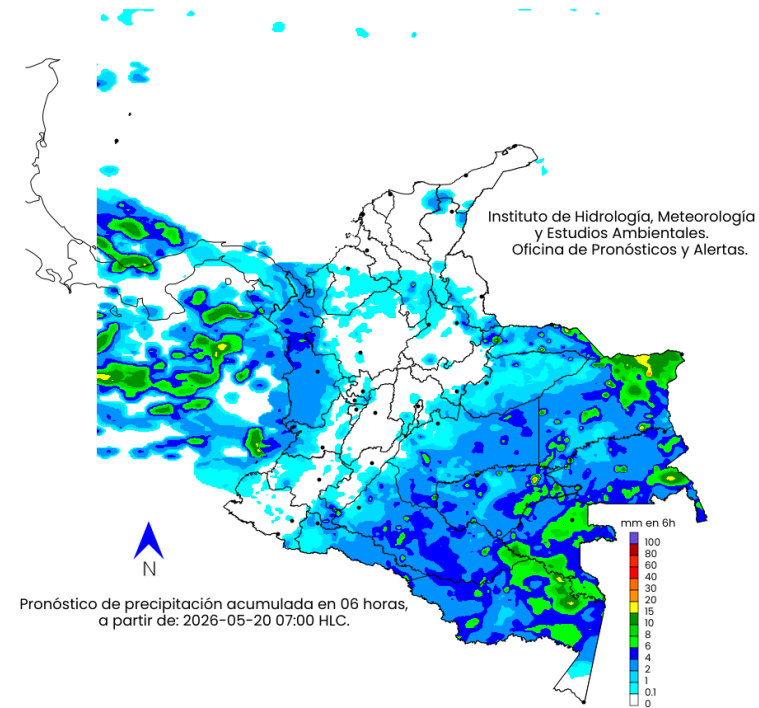 Instituto de Hidrología, Meteorología
y Estudios Ambientales.
Oficina de Pronósticos y Alertas.
mm en 6h
100
80
60
40
30
20
15
10
8
6
4
2
1
0.1
0
N
Pronóstico de precipitación acumulada en 06 horas,
a partir de: 2026-05-20 07:00 HLC.